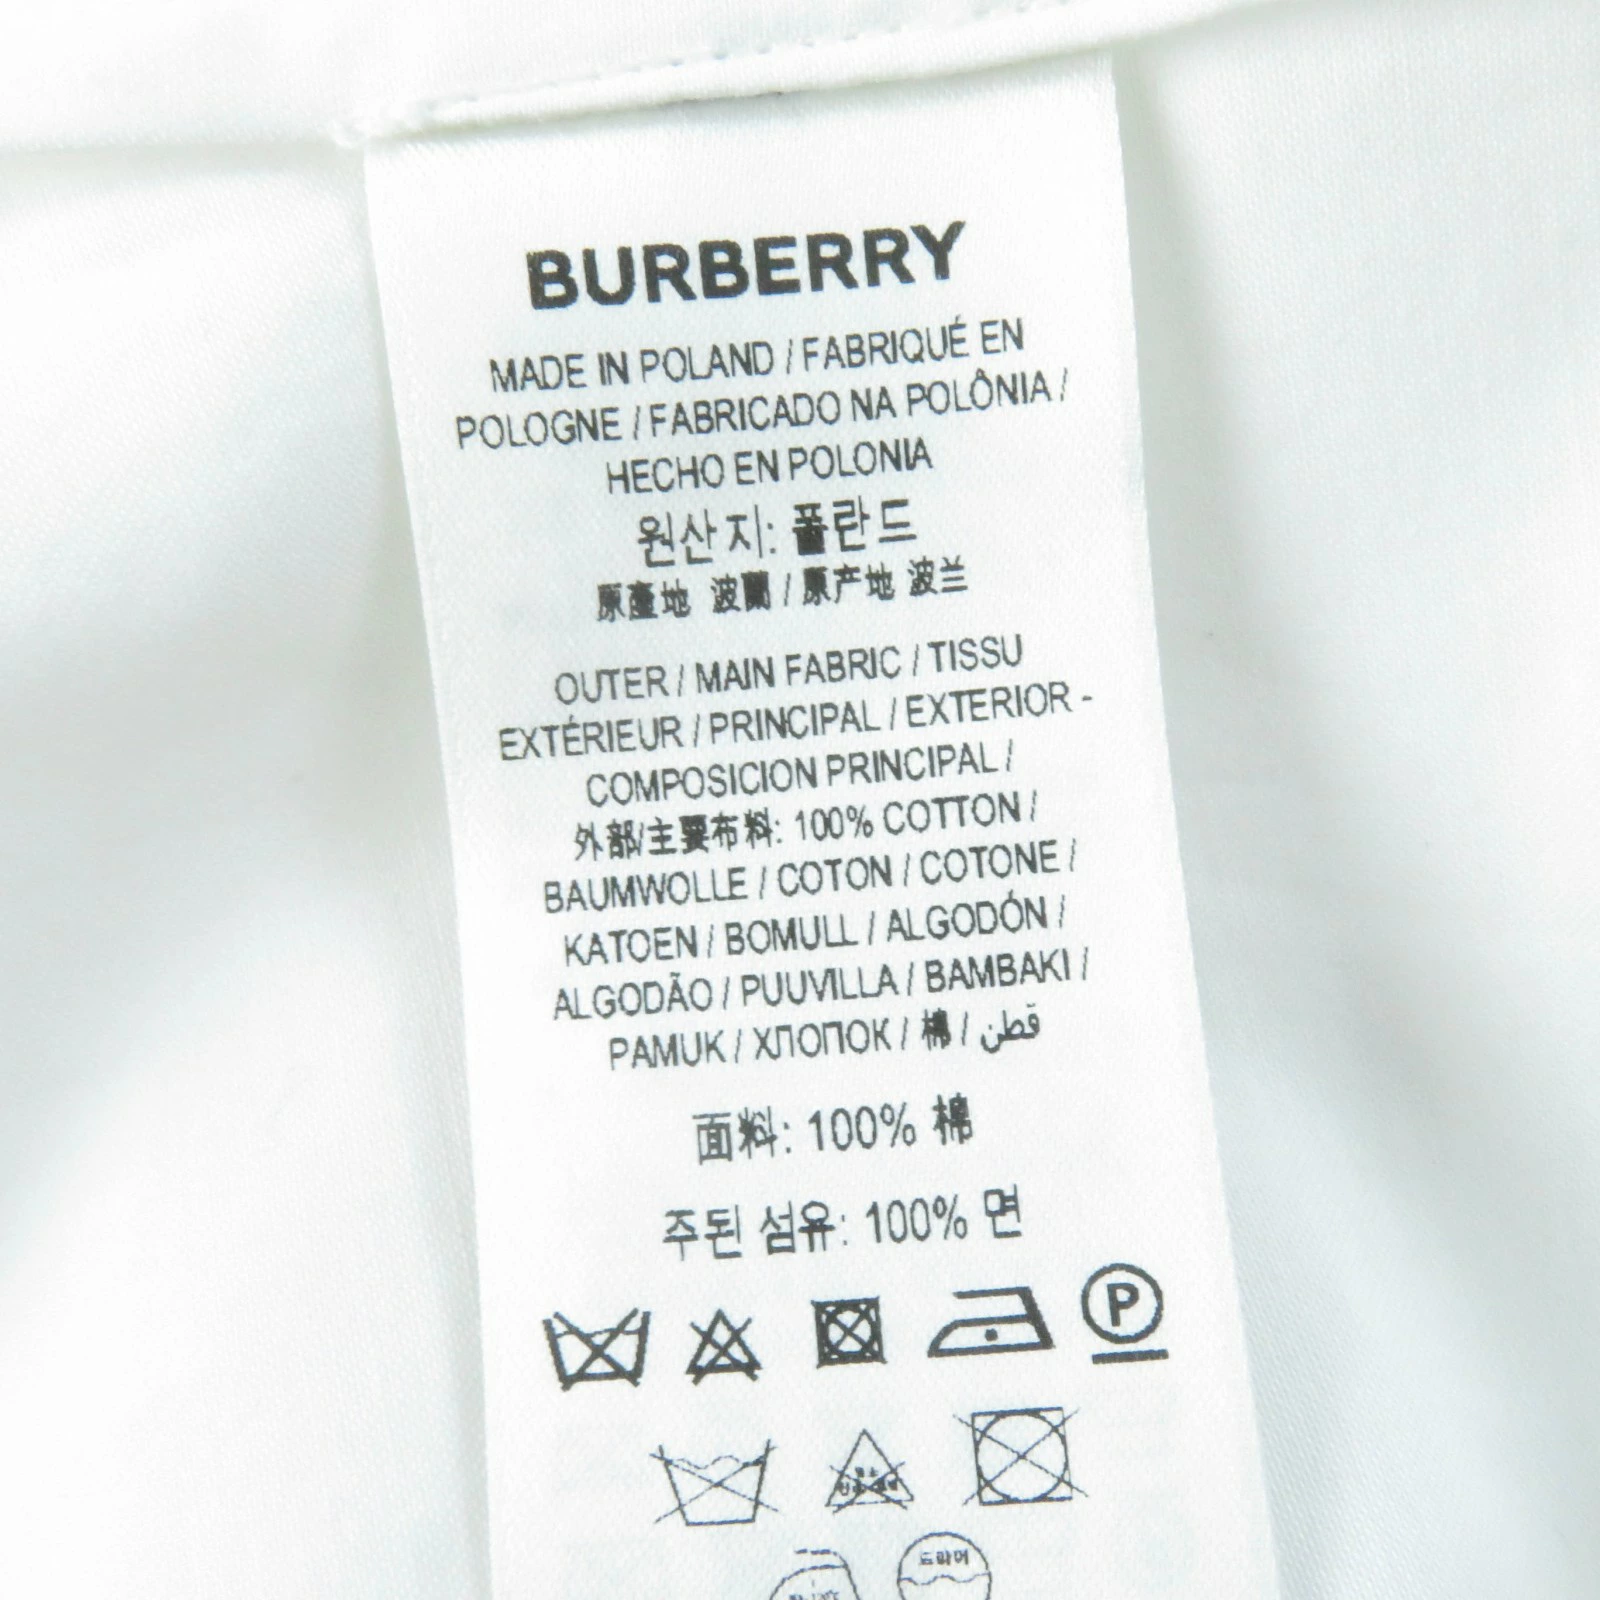 BURBERRY
MADE IN POLAND / FABRIQUÉ EN
POLOGNE / FABRICADO NA POLÔNIA /
HECHO EN POLONIA
원산지: 폴란드
原產地 波蘭 / 原产地 波兰
OUTER / MAIN FABRIC / TISSU
EXTÉRIEUR / PRINCIPAL / EXTERIOR -
COMPOSICION PRINCIPAL /
外部/主要布料: 100% COTTON /
BAUMWOLLE / COTON / COTONE /
KATOEN / BOMULL / ALGODÓN /
ALGODÃO / PUUVILLA / BAMBAKI /
PAMUK / ХЛОПОК / 棉 / قطن
面料: 100% 棉
주된 섬유: 100% 면
P
드라이